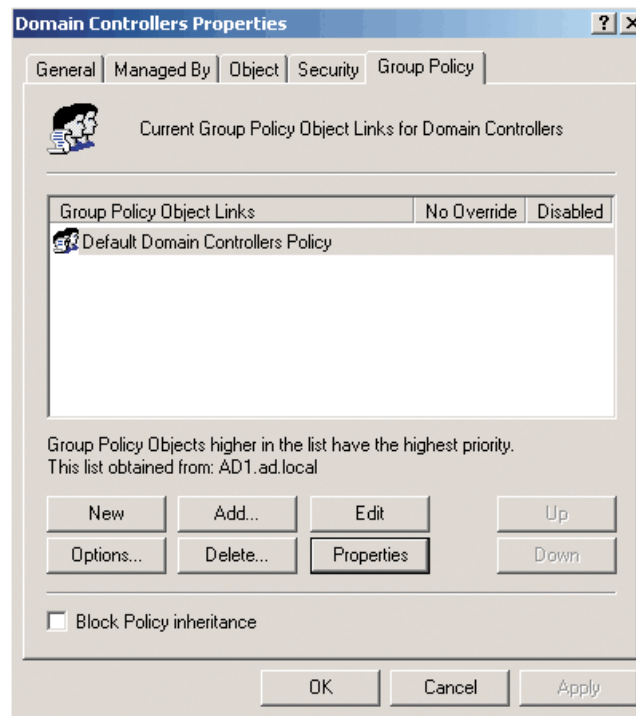 Domain Controllers Properties
General Managed By Object Security Group Policy
Current Group Policy Object Links for Domain Controllers
Group Policy Object Links No Override Disabled
Default Domain Controllers Policy
Group Policy Objects higher in the list have the highest priority.
This list obtained from: AD1.ad.local
New Add... Edit Up
Options... Delete... Properties Down
Block Policy inheritance
OK Cancel Apply